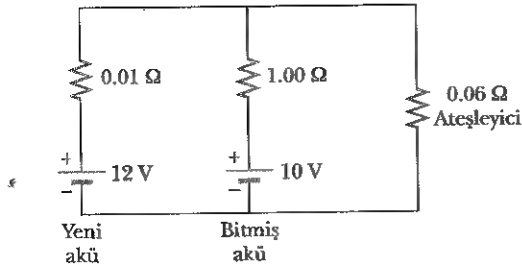 0.01 Ω
1.00 Ω
0.06 Ω
Ateşleyici
+
12 V
−
+
10 V
−
Yeni
akü
Bitmiş
akü